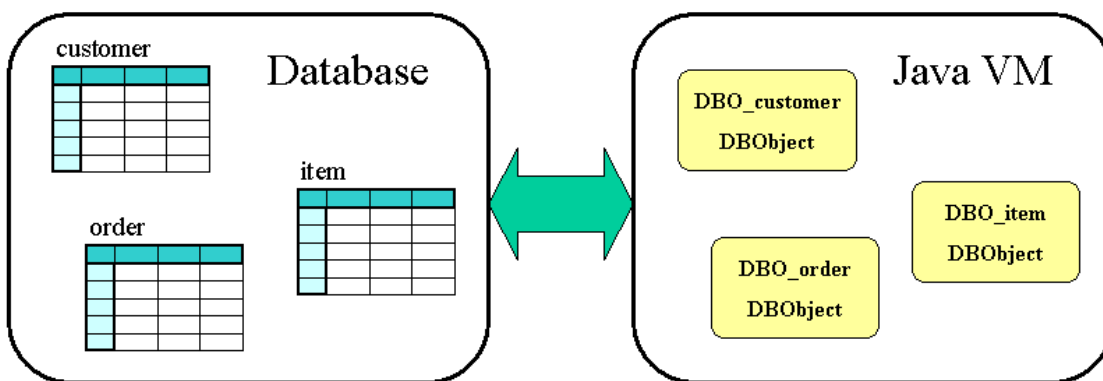 customer
Database
item
order
Java VM
DBO_customer
DBObject
DBO_item
DBObject
DBO_order
DBObject